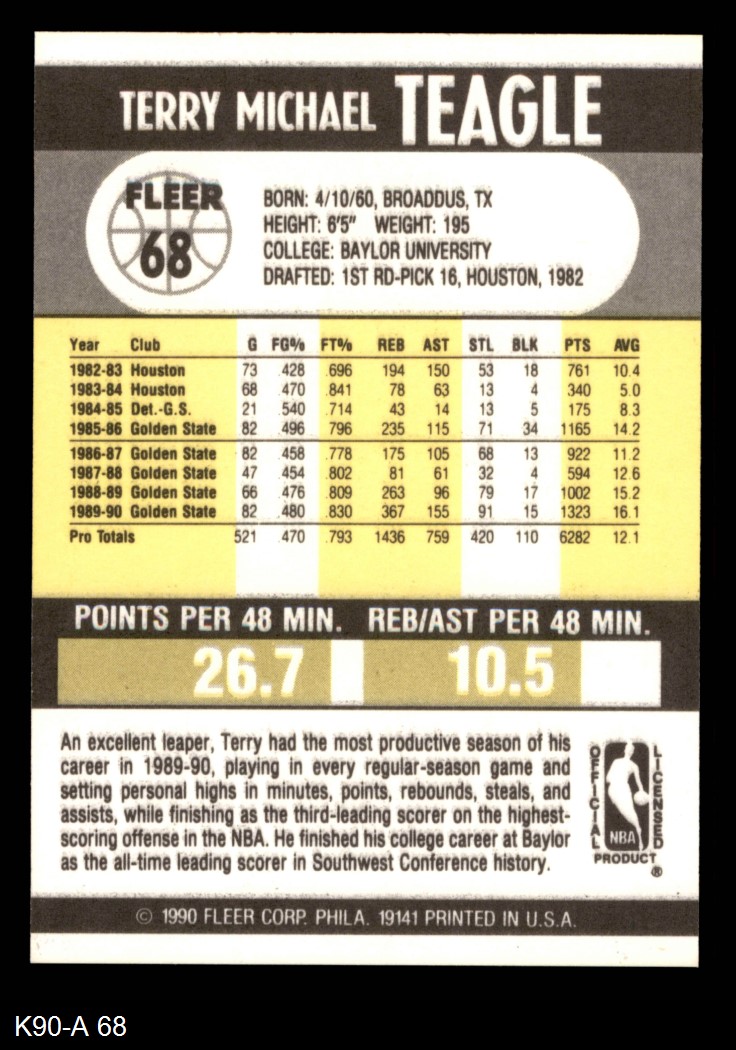 TERRY MICHAEL TEAGLE
FLEER
68
BORN: 4/10/60, BROADDUS, TX
HEIGHT: 6'5" WEIGHT: 195
COLLEGE: BAYLOR UNIVERSITY
DRAFTED: 1ST RD-PICK 16, HOUSTON, 1982
Year Club G FG% FT% REB AST STL BLK PTS AVG
1982-83 Houston 73 .428 .696 194 150 53 18 761 10.4
1983-84 Houston 68 .470 .841 78 63 13 4 340 5.0
1984-85 Det.-G.S. 21 .540 .714 43 14 13 5 175 8.3
1985-86 Golden State 82 .496 .796 235 115 71 34 1165 14.2
1986-87 Golden State 82 .458 .778 175 105 68 13 922 11.2
1987-88 Golden State 47 .454 .802 81 61 32 4 594 12.6
1988-89 Golden State 66 .476 .809 263 96 79 17 1002 15.2
1989-90 Golden State 82 .480 .830 367 155 91 15 1323 16.1
Pro Totals 521 .470 .793 1436 759 420 110 6282 12.1
POINTS PER 48 MIN. REB/AST PER 48 MIN.
26.7 10.5
An excellent leaper, Terry had the most productive season of his
career in 1989-90, playing in every regular-season game and
setting personal highs in minutes, points, rebounds, steals, and
assists, while finishing as the third-leading scorer on the highest-
scoring offense in the NBA. He finished his college career at Baylor
as the all-time leading scorer in Southwest Conference history.
OFFICIAL
LICENSED
NBA
PRODUCT
®
© 1990 FLEER CORP. PHILA. 19141 PRINTED IN U.S.A.
K90-A 68